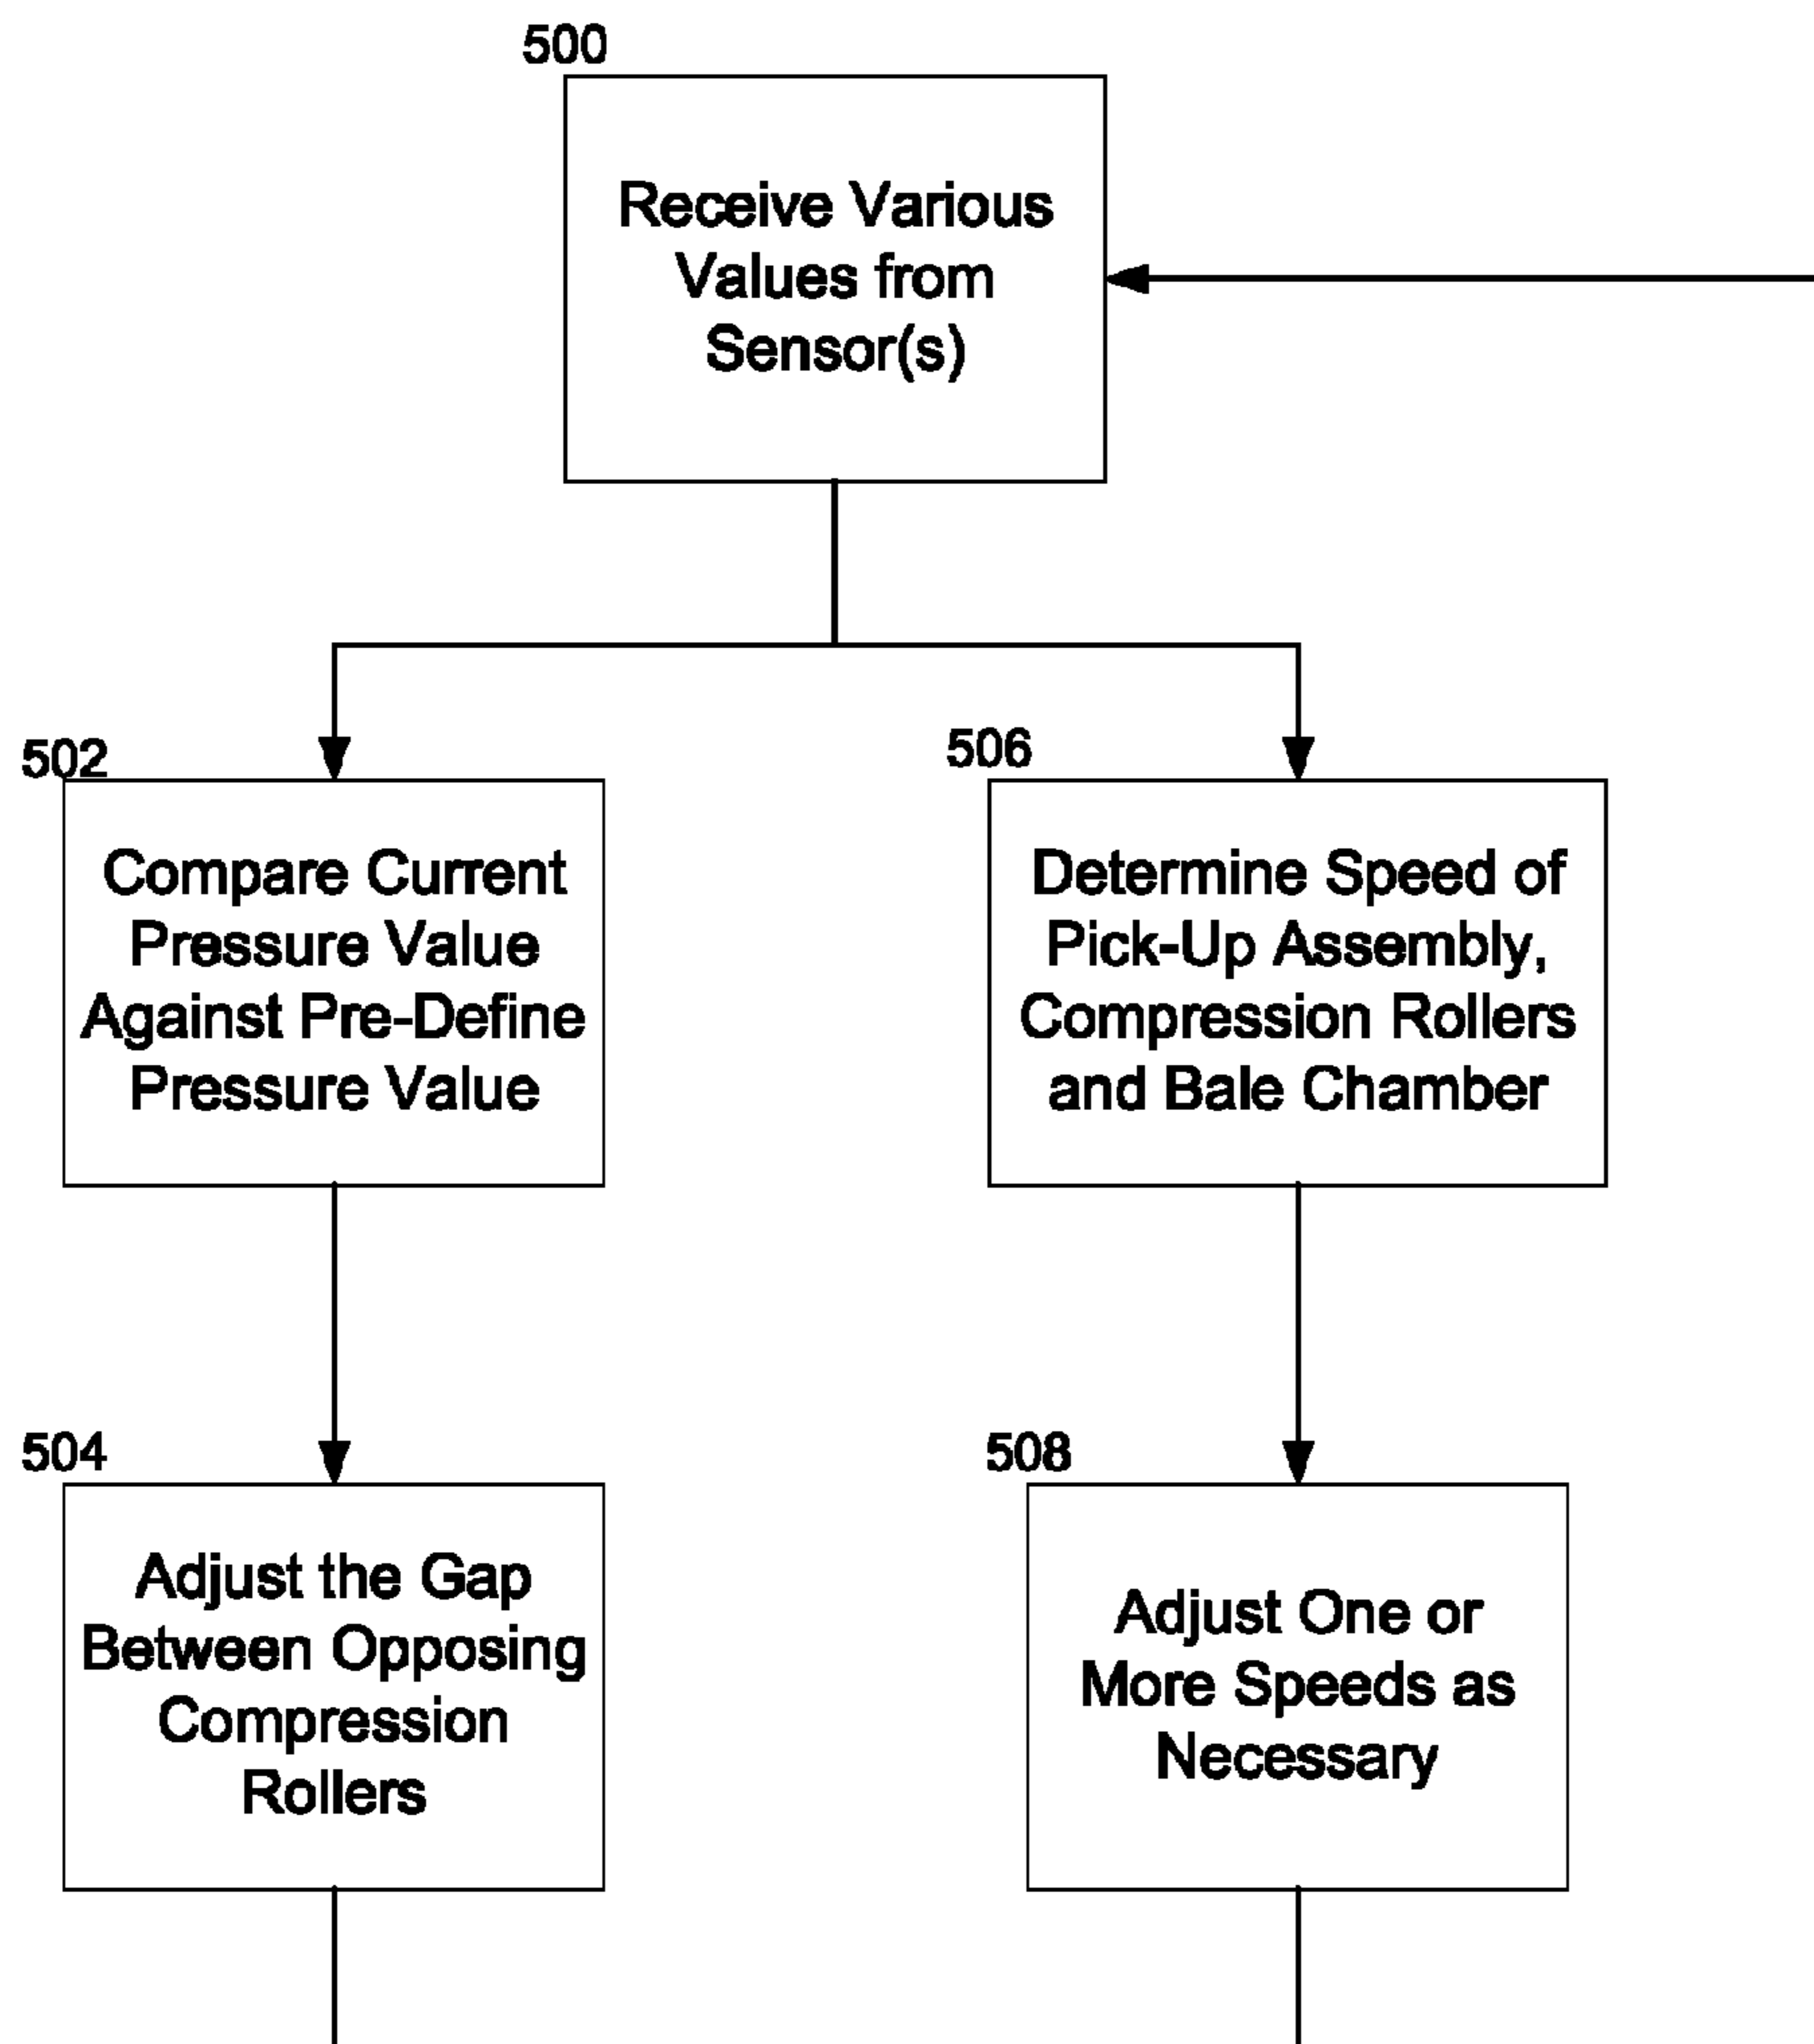 500
Receive Various
Values from
Sensor(s)
502
Compare Current
Pressure Value
Against Pre-Define
Pressure Value
506
Determine Speed of
Pick-Up Assembly,
Compression Rollers
and Bale Chamber
504
Adjust the Gap
Between Opposing
Compression
Rollers
508
Adjust One or
More Speeds as
Necessary